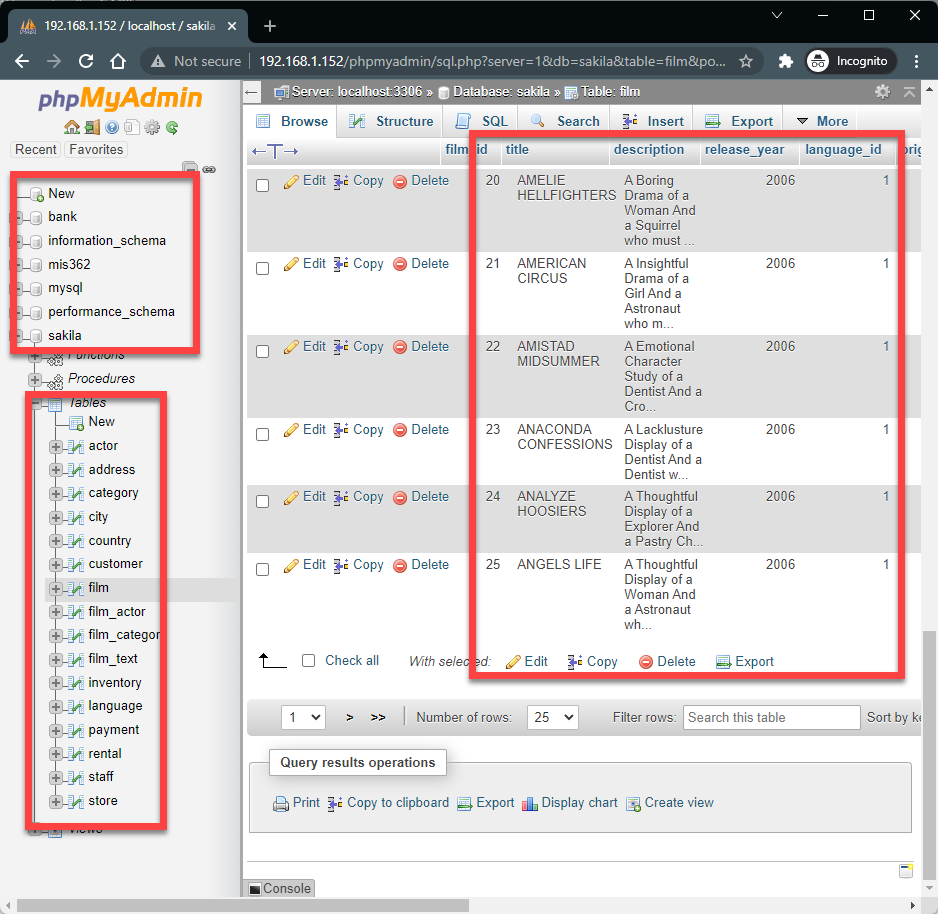 192.168.1.152 / localhost / sakila
Not secure 192.168.1.152/phpmyadmin/sql.php?server=1&db=sakila&table=film&po... Incognito
phpMyAdmin
Recent Favorites
New
bank
information_schema
mis362
mysql
performance_schema
sakila
Functions
Procedures
Tables
New
actor
address
category
city
country
customer
film
film_actor
film_categor
film_text
inventory
language
payment
rental
staff
store
Views
Server: localhost:3306 » Database: sakila » Table: film
Browse Structure SQL Search Insert Export More
film_id title description release_year language_id orig
Edit Copy Delete 20 AMELIE HELLFIGHTERS A Boring 2006 1
Drama of a
Woman And
a Squirrel
who must ...
Edit Copy Delete 21 AMERICAN CIRCUS A Insightful 2006 1
Drama of a
Girl And a
Astronaut
who m...
Edit Copy Delete 22 AMISTAD MIDSUMMER A Emotional 2006 1
Character
Study of a
Dentist And a
Cro...
Edit Copy Delete 23 ANACONDA CONFESSIONS A Lacklusture 2006 1
Display of a
Dentist And a
Dentist w...
Edit Copy Delete 24 ANALYZE HOOSIERS A Thoughtful 2006 1
Display of a
Explorer And
a Pastry Ch...
Edit Copy Delete 25 ANGELS LIFE A Thoughtful 2006 1
Display of a
Woman And
a Astronaut
wh...
Check all With selected: Edit Copy Delete Export
1 > >> Number of rows: 25 Filter rows: Search this table Sort by ke
Query results operations
Print Copy to clipboard Export Display chart Create view
Console